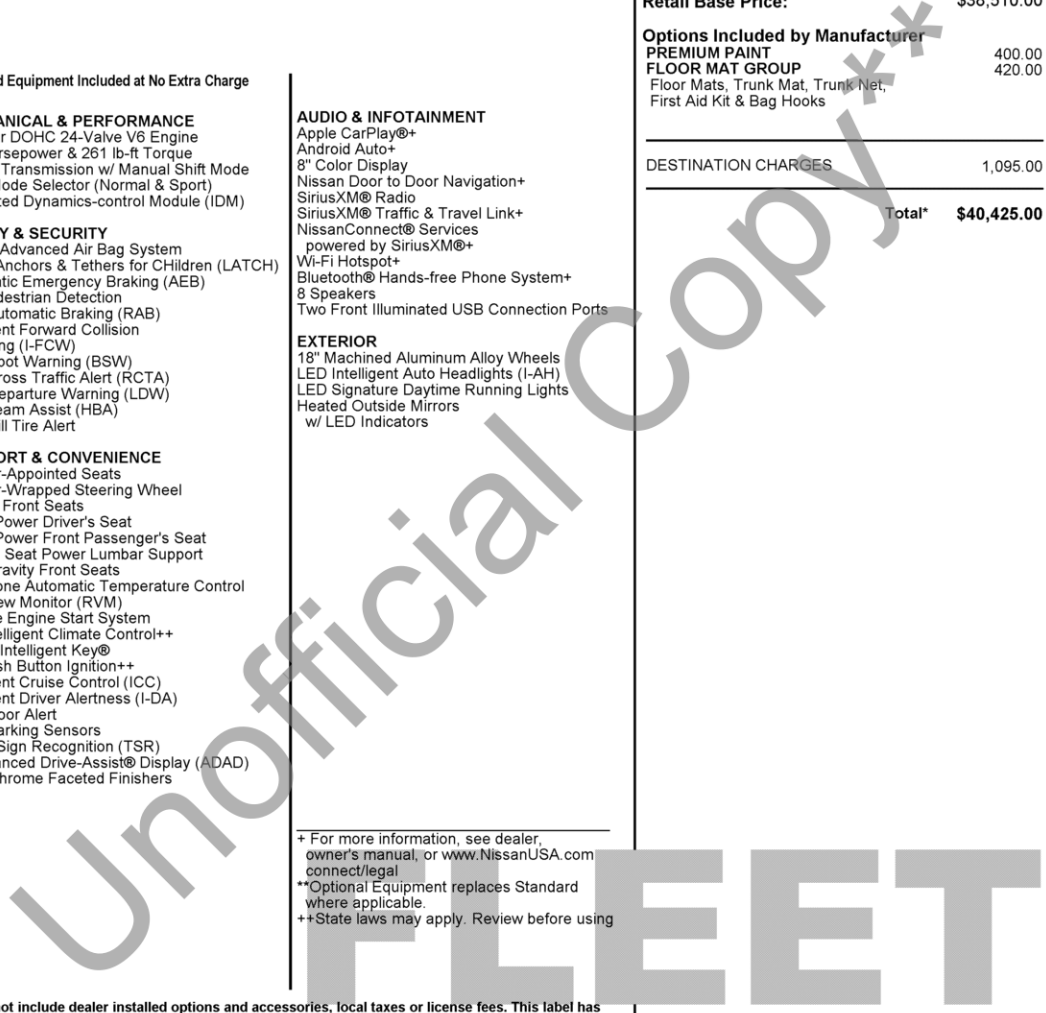 d Equipment Included at No Extra Charge
ANICAL & PERFORMANCE
r DOHC 24-Valve V6 Engine
rsepower & 261 lb-ft Torque
Transmission w/ Manual Shift Mode
Mode Selector (Normal & Sport)
ted Dynamics-control Module (IDM)
Y & SECURITY
Advanced Air Bag System
Anchors & Tethers for CHildren (LATCH)
tic Emergency Braking (AEB)
destrian Detection
utomatic Braking (RAB)
ent Forward Collision
ng (I-FCW)
pot Warning (BSW)
ross Traffic Alert (RCTA)
eparture Warning (LDW)
eam Assist (HBA)
ill Tire Alert
ORT & CONVENIENCE
r-Appointed Seats
r-Wrapped Steering Wheel
Front Seats
Power Driver's Seat
Power Front Passenger's Seat
Seat Power Lumbar Support
ravity Front Seats
one Automatic Temperature Control
ew Monitor (RVM)
e Engine Start System
elligent Climate Control++
Intelligent Key®
sh Button Ignition++
ent Cruise Control (ICC)
ent Driver Alertness (I-DA)
oor Alert
arking Sensors
Sign Recognition (TSR)
anced Drive-Assist® Display (ADAD)
hrome Faceted Finishers
AUDIO & INFOTAINMENT
Apple CarPlay®+
Android Auto+
8" Color Display
Nissan Door to Door Navigation+
SiriusXM® Radio
SiriusXM® Traffic & Travel Link+
NissanConnect® Services
powered by SiriusXM®+
Wi-Fi Hotspot+
Bluetooth® Hands-free Phone System+
8 Speakers
Two Front Illuminated USB Connection Ports
EXTERIOR
18" Machined Aluminum Alloy Wheels
LED Intelligent Auto Headlights (I-AH)
LED Signature Daytime Running Lights
Heated Outside Mirrors
w/ LED Indicators
+ For more information, see dealer,
owner's manual, or www.NissanUSA.com
connect/legal
**Optional Equipment replaces Standard
where applicable.
++State laws may apply. Review before using
Retail Base Price: $38,510.00
Options Included by Manufacturer
PREMIUM PAINT 400.00
FLOOR MAT GROUP 420.00
Floor Mats, Trunk Mat, Trunk Net,
First Aid Kit & Bag Hooks
DESTINATION CHARGES 1,095.00
Total* $40,425.00
Unofficial Copy**
FLEET
not include dealer installed options and accessories, local taxes or license fees. This label has